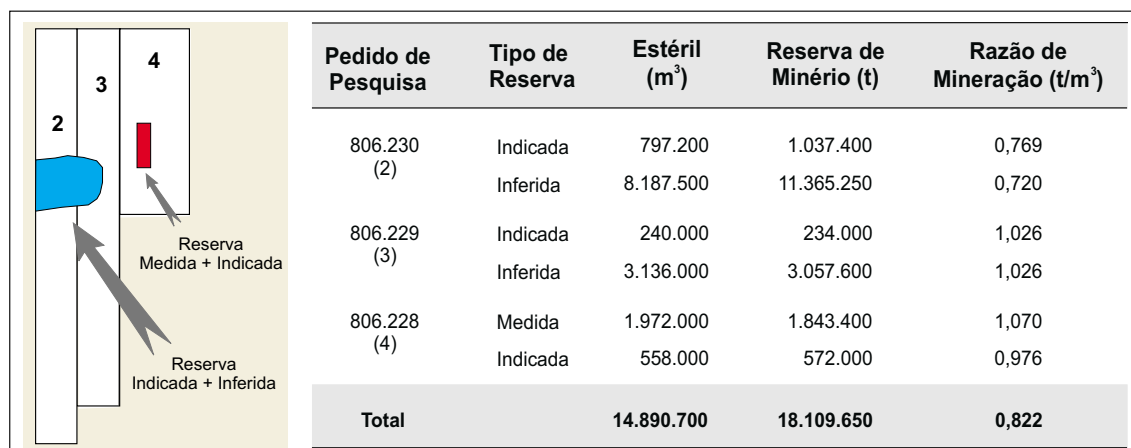 2
3
4
Reserva
Medida + Indicada
Reserva
Indicada + Inferida
Pedido de Pesquisa | Tipo de Reserva | Estéril (m³) | Reserva de Minério (t) | Razão de Mineração (t/m³)
806.230 (2) | Indicada | 797.200 | 1.037.400 | 0,769
Inferida | 8.187.500 | 11.365.250 | 0,720
806.229 (3) | Indicada | 240.000 | 234.000 | 1,026
Inferida | 3.136.000 | 3.057.600 | 1,026
806.228 (4) | Medida | 1.972.000 | 1.843.400 | 1,070
Indicada | 558.000 | 572.000 | 0,976
Total | 14.890.700 | 18.109.650 | 0,822